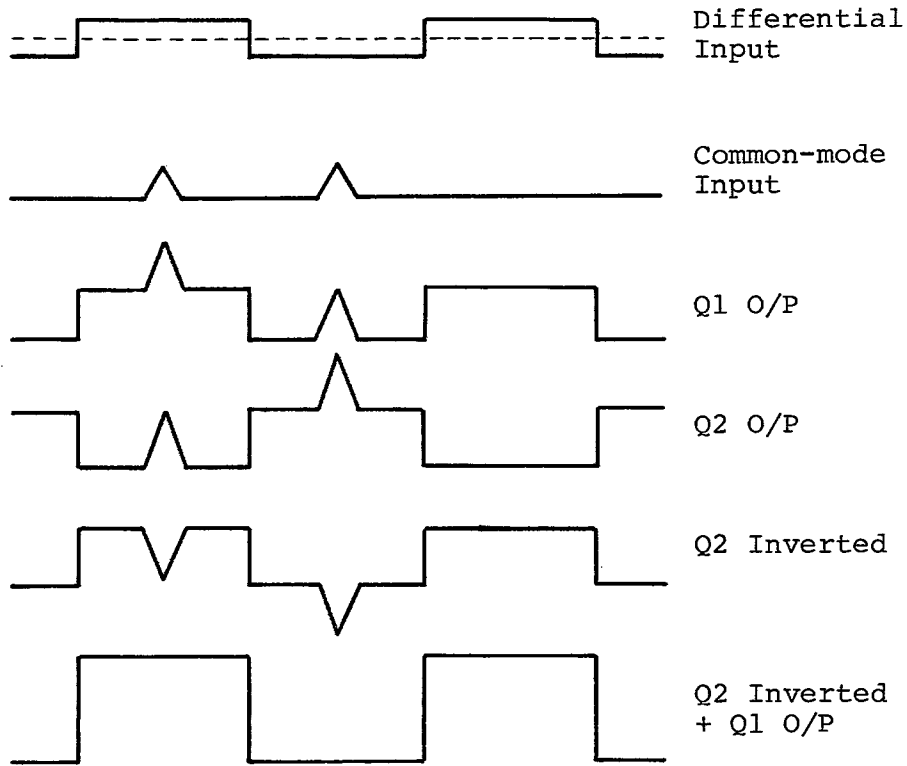 Differential
Input
Common-mode
Input
Q1 O/P
Q2 O/P
Q2 Inverted
Q2 Inverted
+ Q1 O/P